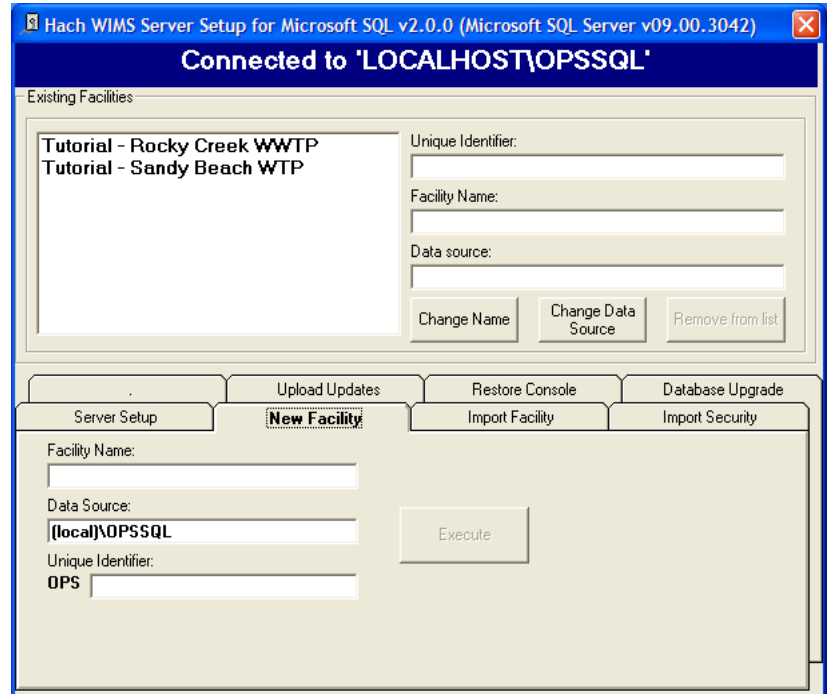 Hach WIMS Server Setup for Microsoft SQL v2.0.0 (Microsoft SQL Server v09.00.3042)
Connected to 'LOCALHOST\OPSSQL'
Existing Facilities
Tutorial - Rocky Creek WWTP
Tutorial - Sandy Beach WTP
Unique Identifier:
Facility Name:
Data source:
Change Name
Change Data
Source
Remove from list
. Upload Updates Restore Console Database Upgrade
Server Setup New Facility Import Facility Import Security
Facility Name:
Data Source:
(local)\OPSSQL
Execute
Unique Identifier:
OPS